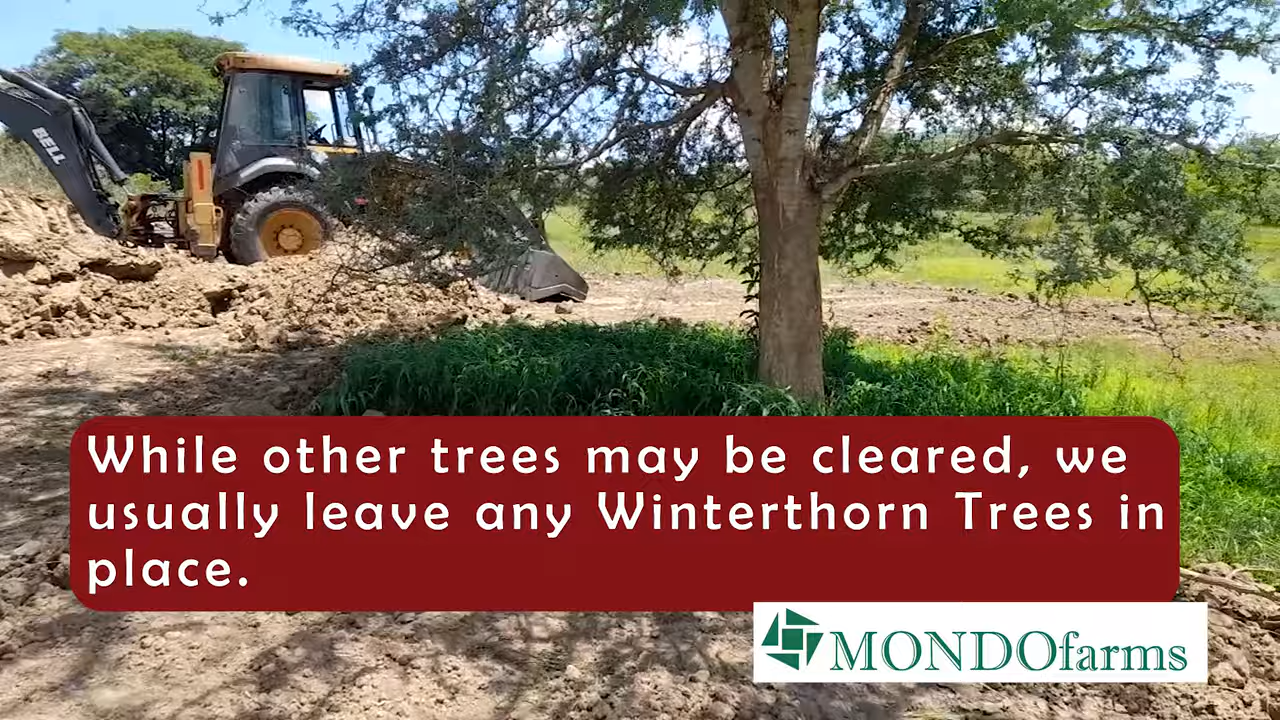 BELL
While other trees may be cleared, we
usually leave any Winterthorn Trees in
place.
MONDOfarms